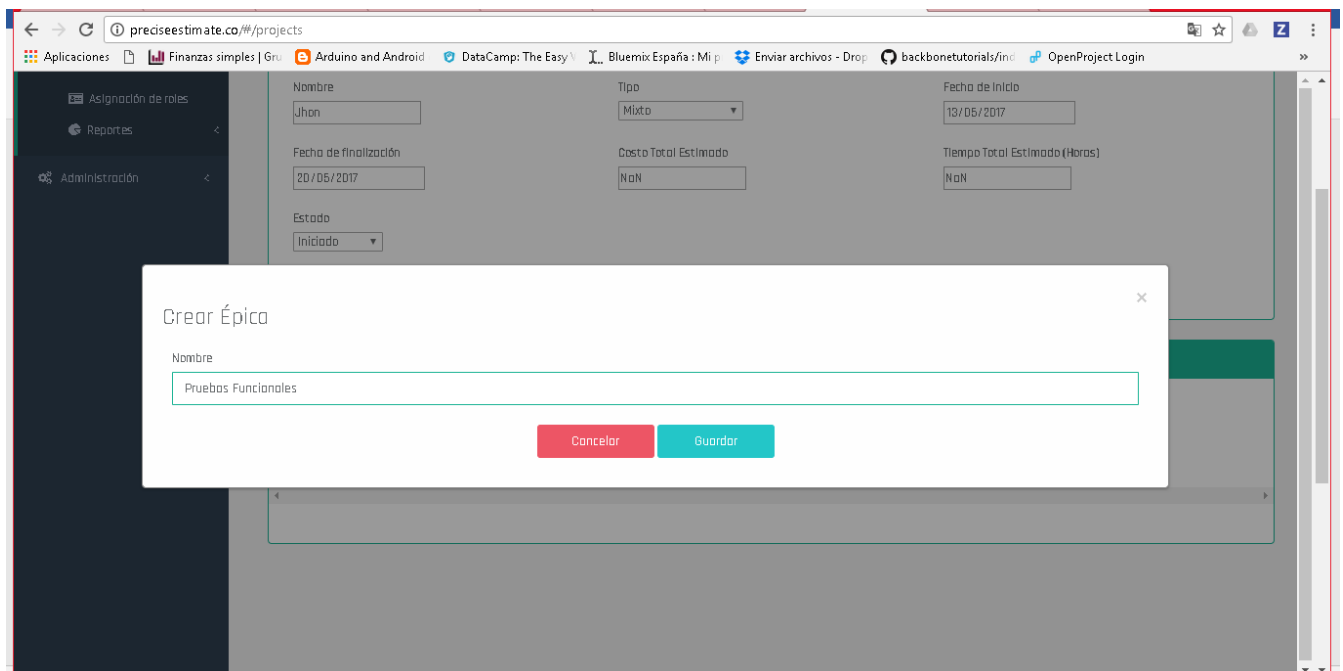 preciseestimate.co/#/projects
Aplicaciones Finanzas simples | Gru Arduino and Android DataCamp: The Easy V Bluemix España : Mi p Enviar archivos - Drop backbonetutorials/ind OpenProject Login »
Asignación de roles
Reportes
Administración
Nombre Tipo Fecha de Inicio
Jhon Mixto 13/05/2017
Fecha de finalización Costo Total Estimado Tiempo Total Estimado (Horas)
20/05/2017 NaN NaN
Estado
Iniciado
×
Crear Épica
Nombre
Pruebas Funcionales
Cancelar Guardar